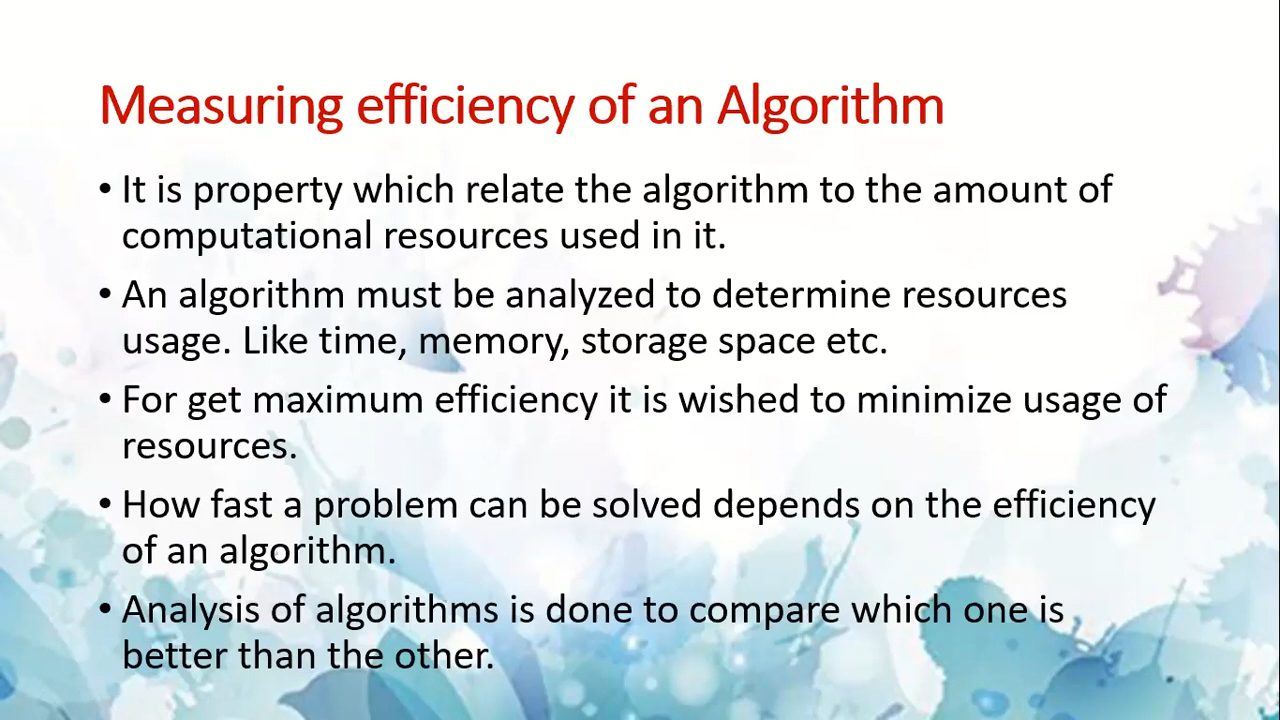 Measuring efficiency of an Algorithm
• It is property which relate the algorithm to the amount of
computational resources used in it.
• An algorithm must be analyzed to determine resources
usage. Like time, memory, storage space etc.
• For get maximum efficiency it is wished to minimize usage of
resources.
• How fast a problem can be solved depends on the efficiency
of an algorithm.
• Analysis of algorithms is done to compare which one is
better than the other.